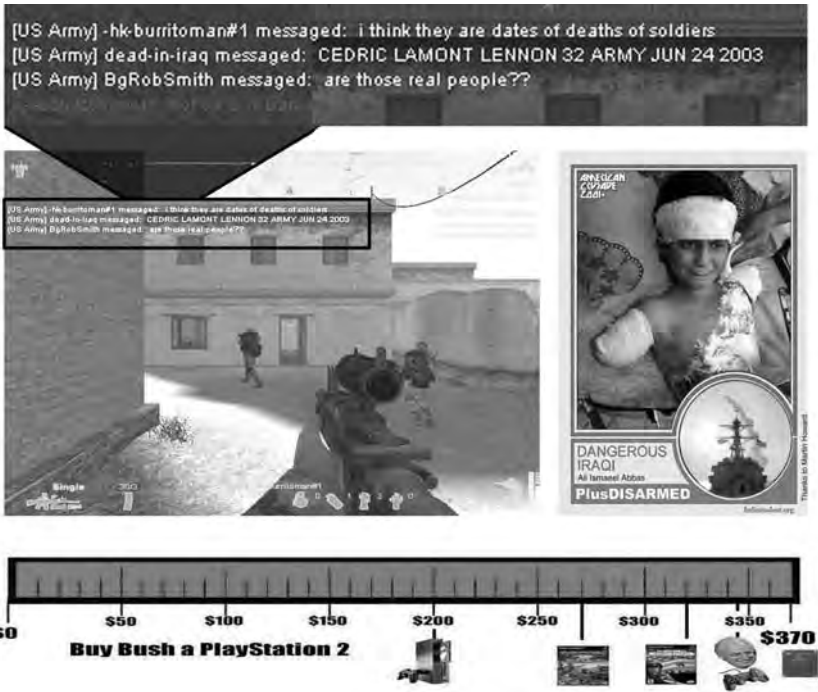 [US Army] -hk-burritoman#1 messaged: i think they are dates of deaths of soldiers
[US Army] dead-in-iraq messaged: CEDRIC LAMONT LENNON 32 ARMY JUN 24 2003
[US Army] BgRobSmith messaged: are those real people??
[US Army] -hk-burritoman#1 messaged: i think they are dates of deaths of soldiers
[US Army] dead-in-iraq messaged: CEDRIC LAMONT LENNON 32 ARMY JUN 24 2003
[US Army] BgRobSmith messaged: are those real people??
Single
AMERICAN
CRUSADE
2001+
DANGEROUS
IRAQI
Ali Ismaeel Abbas
PlusDISARMED
Thanks to Martin Howard
$0 $50 $100 $150 $200 $250 $300 $350 $370
Buy Bush a PlayStation 2